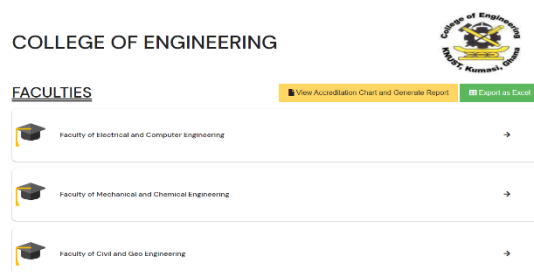 COLLEGE OF ENGINEERING
College of Engineering
KNUST, Kumasi, Ghana
FACULTIES
View Accreditation Chart and Generate Report
Export as Excel
Faculty of Electrical and Computer Engineering
Faculty of Mechanical and Chemical Engineering
Faculty of Civil and Geo Engineering